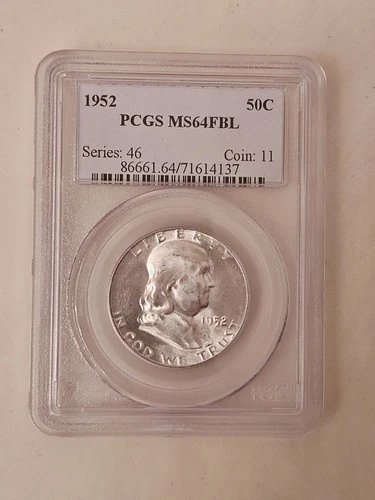 1952 50C
PCGS MS64FBL
Series: 46 Coin: 11
86661.64/71614137
LIBERTY
1952
IN GOD WE TRUST